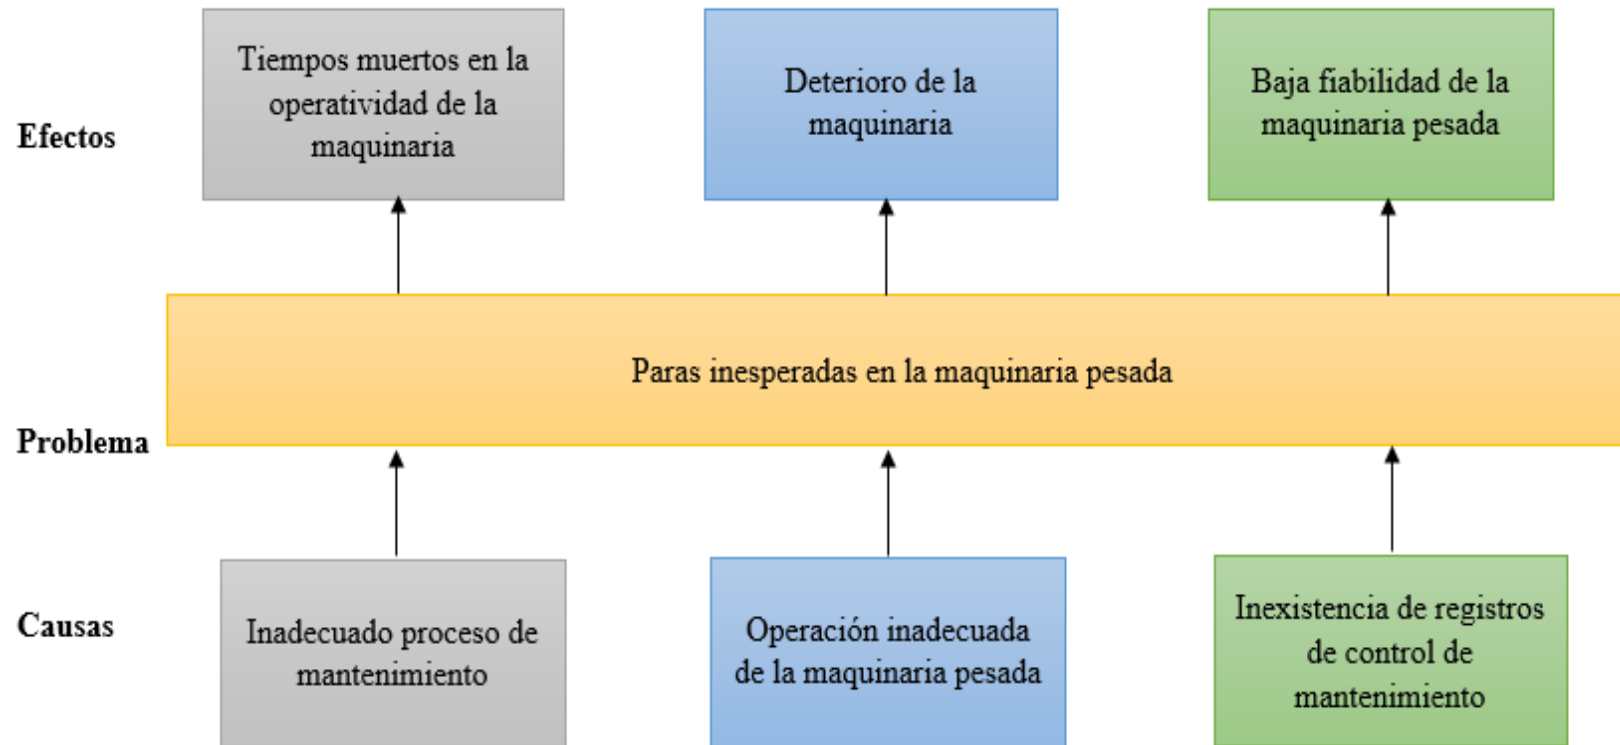 Efectos
Tiempos muertos en la
operatividad de la
maquinaria
Deterioro de la
maquinaria
Baja fiabilidad de la
maquinaria pesada
Problema
Paras inesperadas en la maquinaria pesada
Causas
Inadecuado proceso de
mantenimiento
Operación inadecuada
de la maquinaria pesada
Inexistencia de registros
de control de
mantenimiento